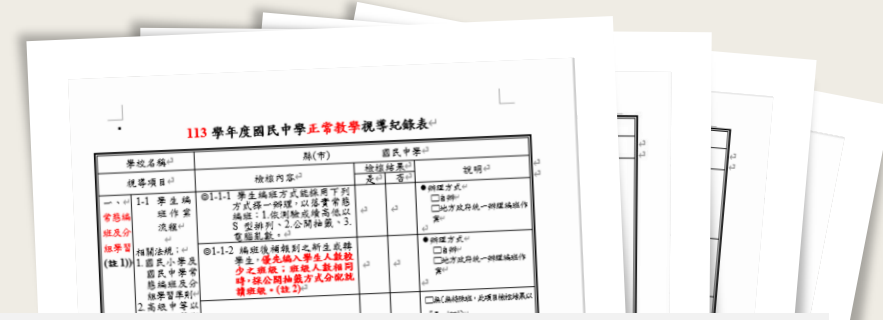 113 學年度國民中學正常教學視導紀錄表
學校名稱
縣(市) 國民中學
視導項目
檢核內容
檢核結果
是 否
說明
一、
常態編
班及分
組學習
(註 1))
1-1 學生編
班作業
流程
相關法規：
1.國民小學及
國民中學常
態編班及分
組學習準則
2.高級中等以
◎1-1-1 學生編班方式能採用下列
方式擇一辦理，以落實常態
編班：1.依測驗成績高低以
S 型排列、2.公開抽籤、3.
電腦亂數。
●辦理方式
□自辦
□地方政府統一辦理編班作
業
◎1-1-2 編班後補報到之新生或轉
學生，優先編入學生人數較
少之班級；班級人數相同
時，採公開抽籤方式分配就
讀班級。(註 2)
●辦理方式
□自辦
□地方政府統一辦理編班作
業
□無(無特殊班，此項目檢核結果以